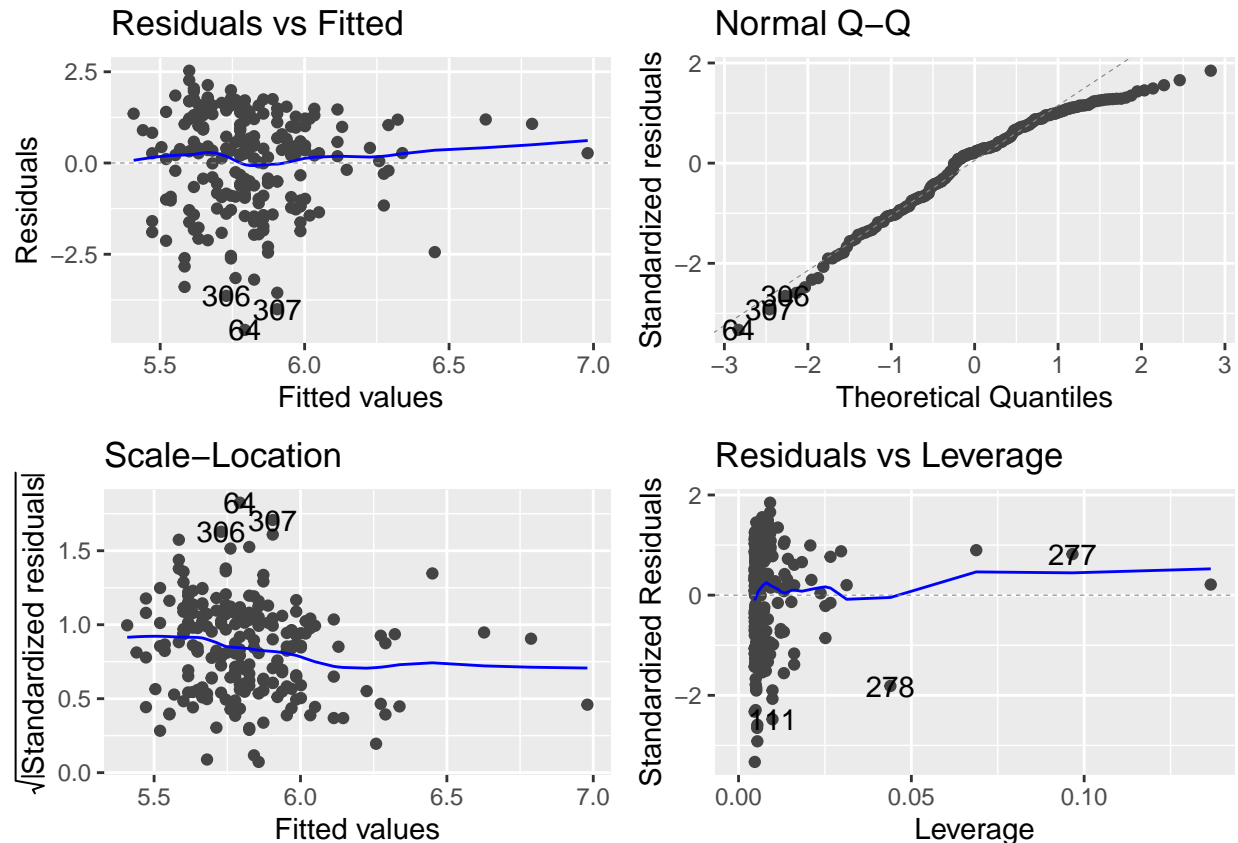 Residuals vs Fitted
Residuals
2.5
0.0
−2.5
306
307
64
5.5 6.0 6.5 7.0
Fitted values
Normal Q−Q
Standardized residuals
2
0
−2
306
307
64
−3 −2 −1 0 1 2 3
Theoretical Quantiles
Scale−Location
√|Standardized residuals|
1.5
1.0
0.5
0.0
64
307
306
5.5 6.0 6.5 7.0
Fitted values
Residuals vs Leverage
Standardized Residuals
2
0
−2
277
278
111
0.00 0.05 0.10
Leverage